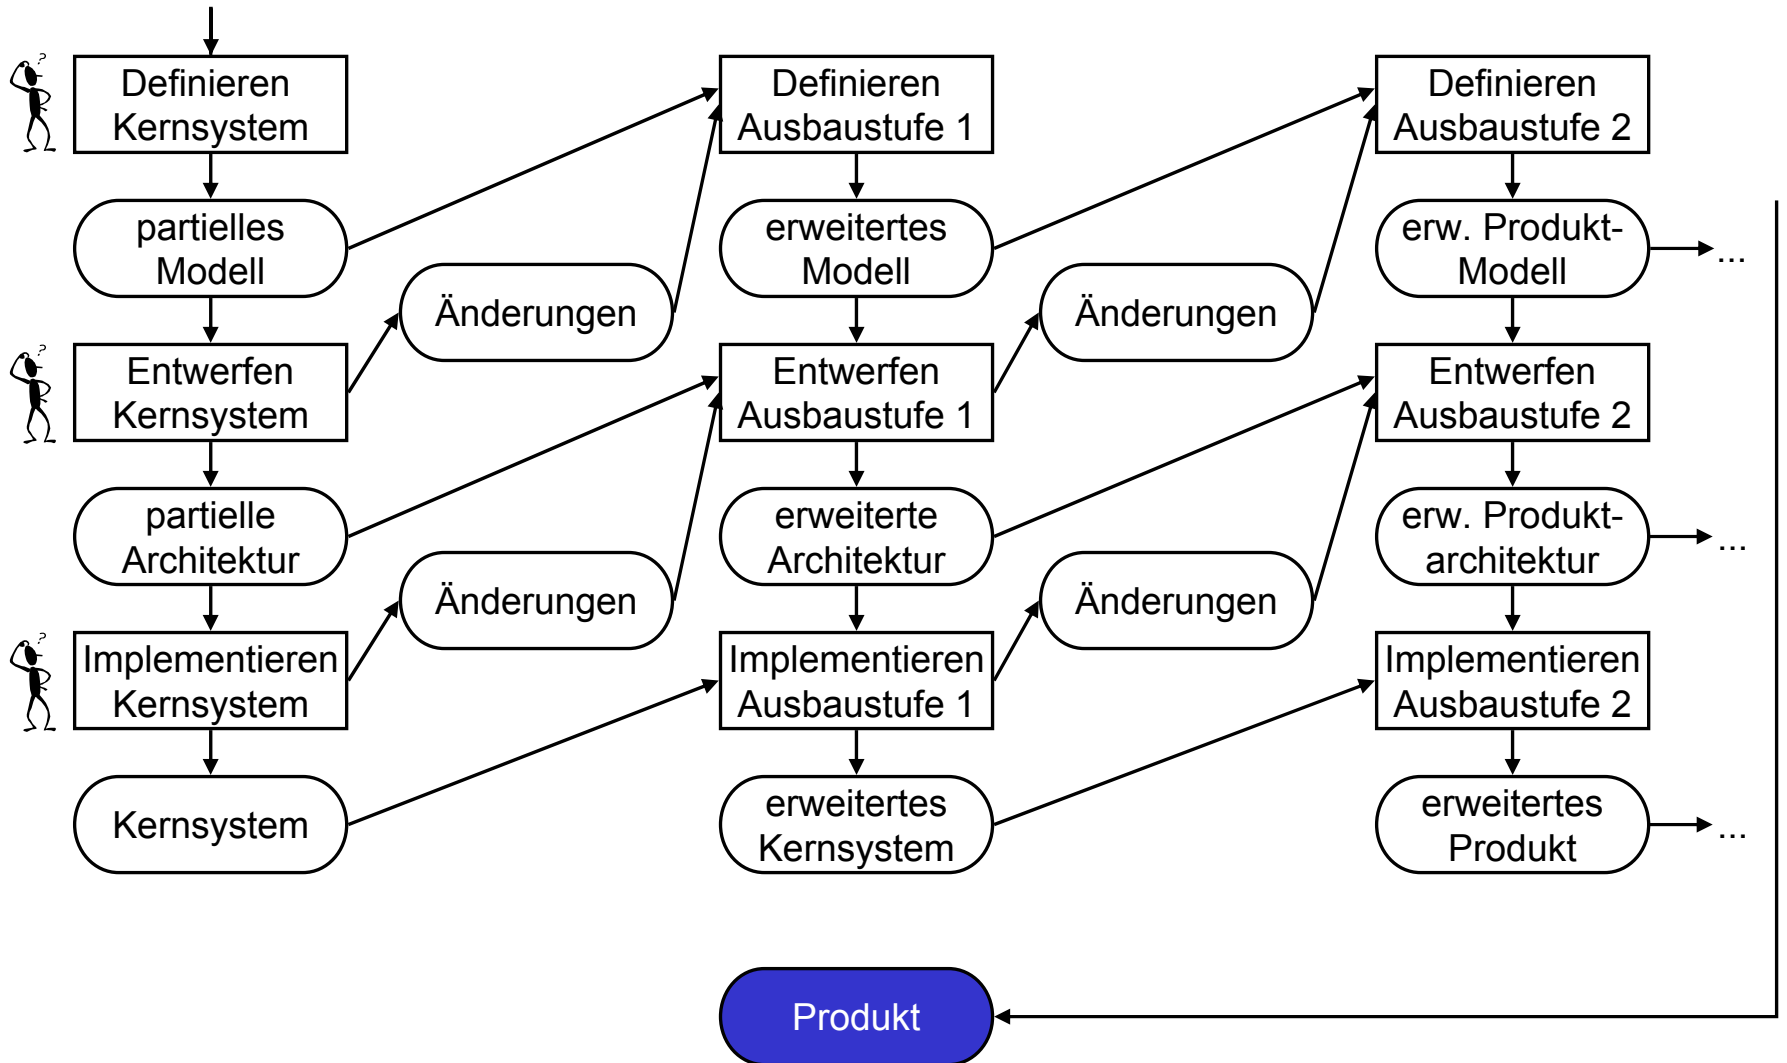 Definieren
Kernsystem
Definieren
Ausbaustufe 1
Definieren
Ausbaustufe 2
partielles
Modell
erweitertes
Modell
erw. Produkt-
Modell
...
Änderungen
Änderungen
Entwerfen
Kernsystem
Entwerfen
Ausbaustufe 1
Entwerfen
Ausbaustufe 2
partielle
Architektur
erweiterte
Architektur
erw. Produkt-
architektur
...
Änderungen
Änderungen
Implementieren
Kernsystem
Implementieren
Ausbaustufe 1
Implementieren
Ausbaustufe 2
Kernsystem
erweitertes
Kernsystem
erweitertes
Produkt
...
Produkt
?
?
?